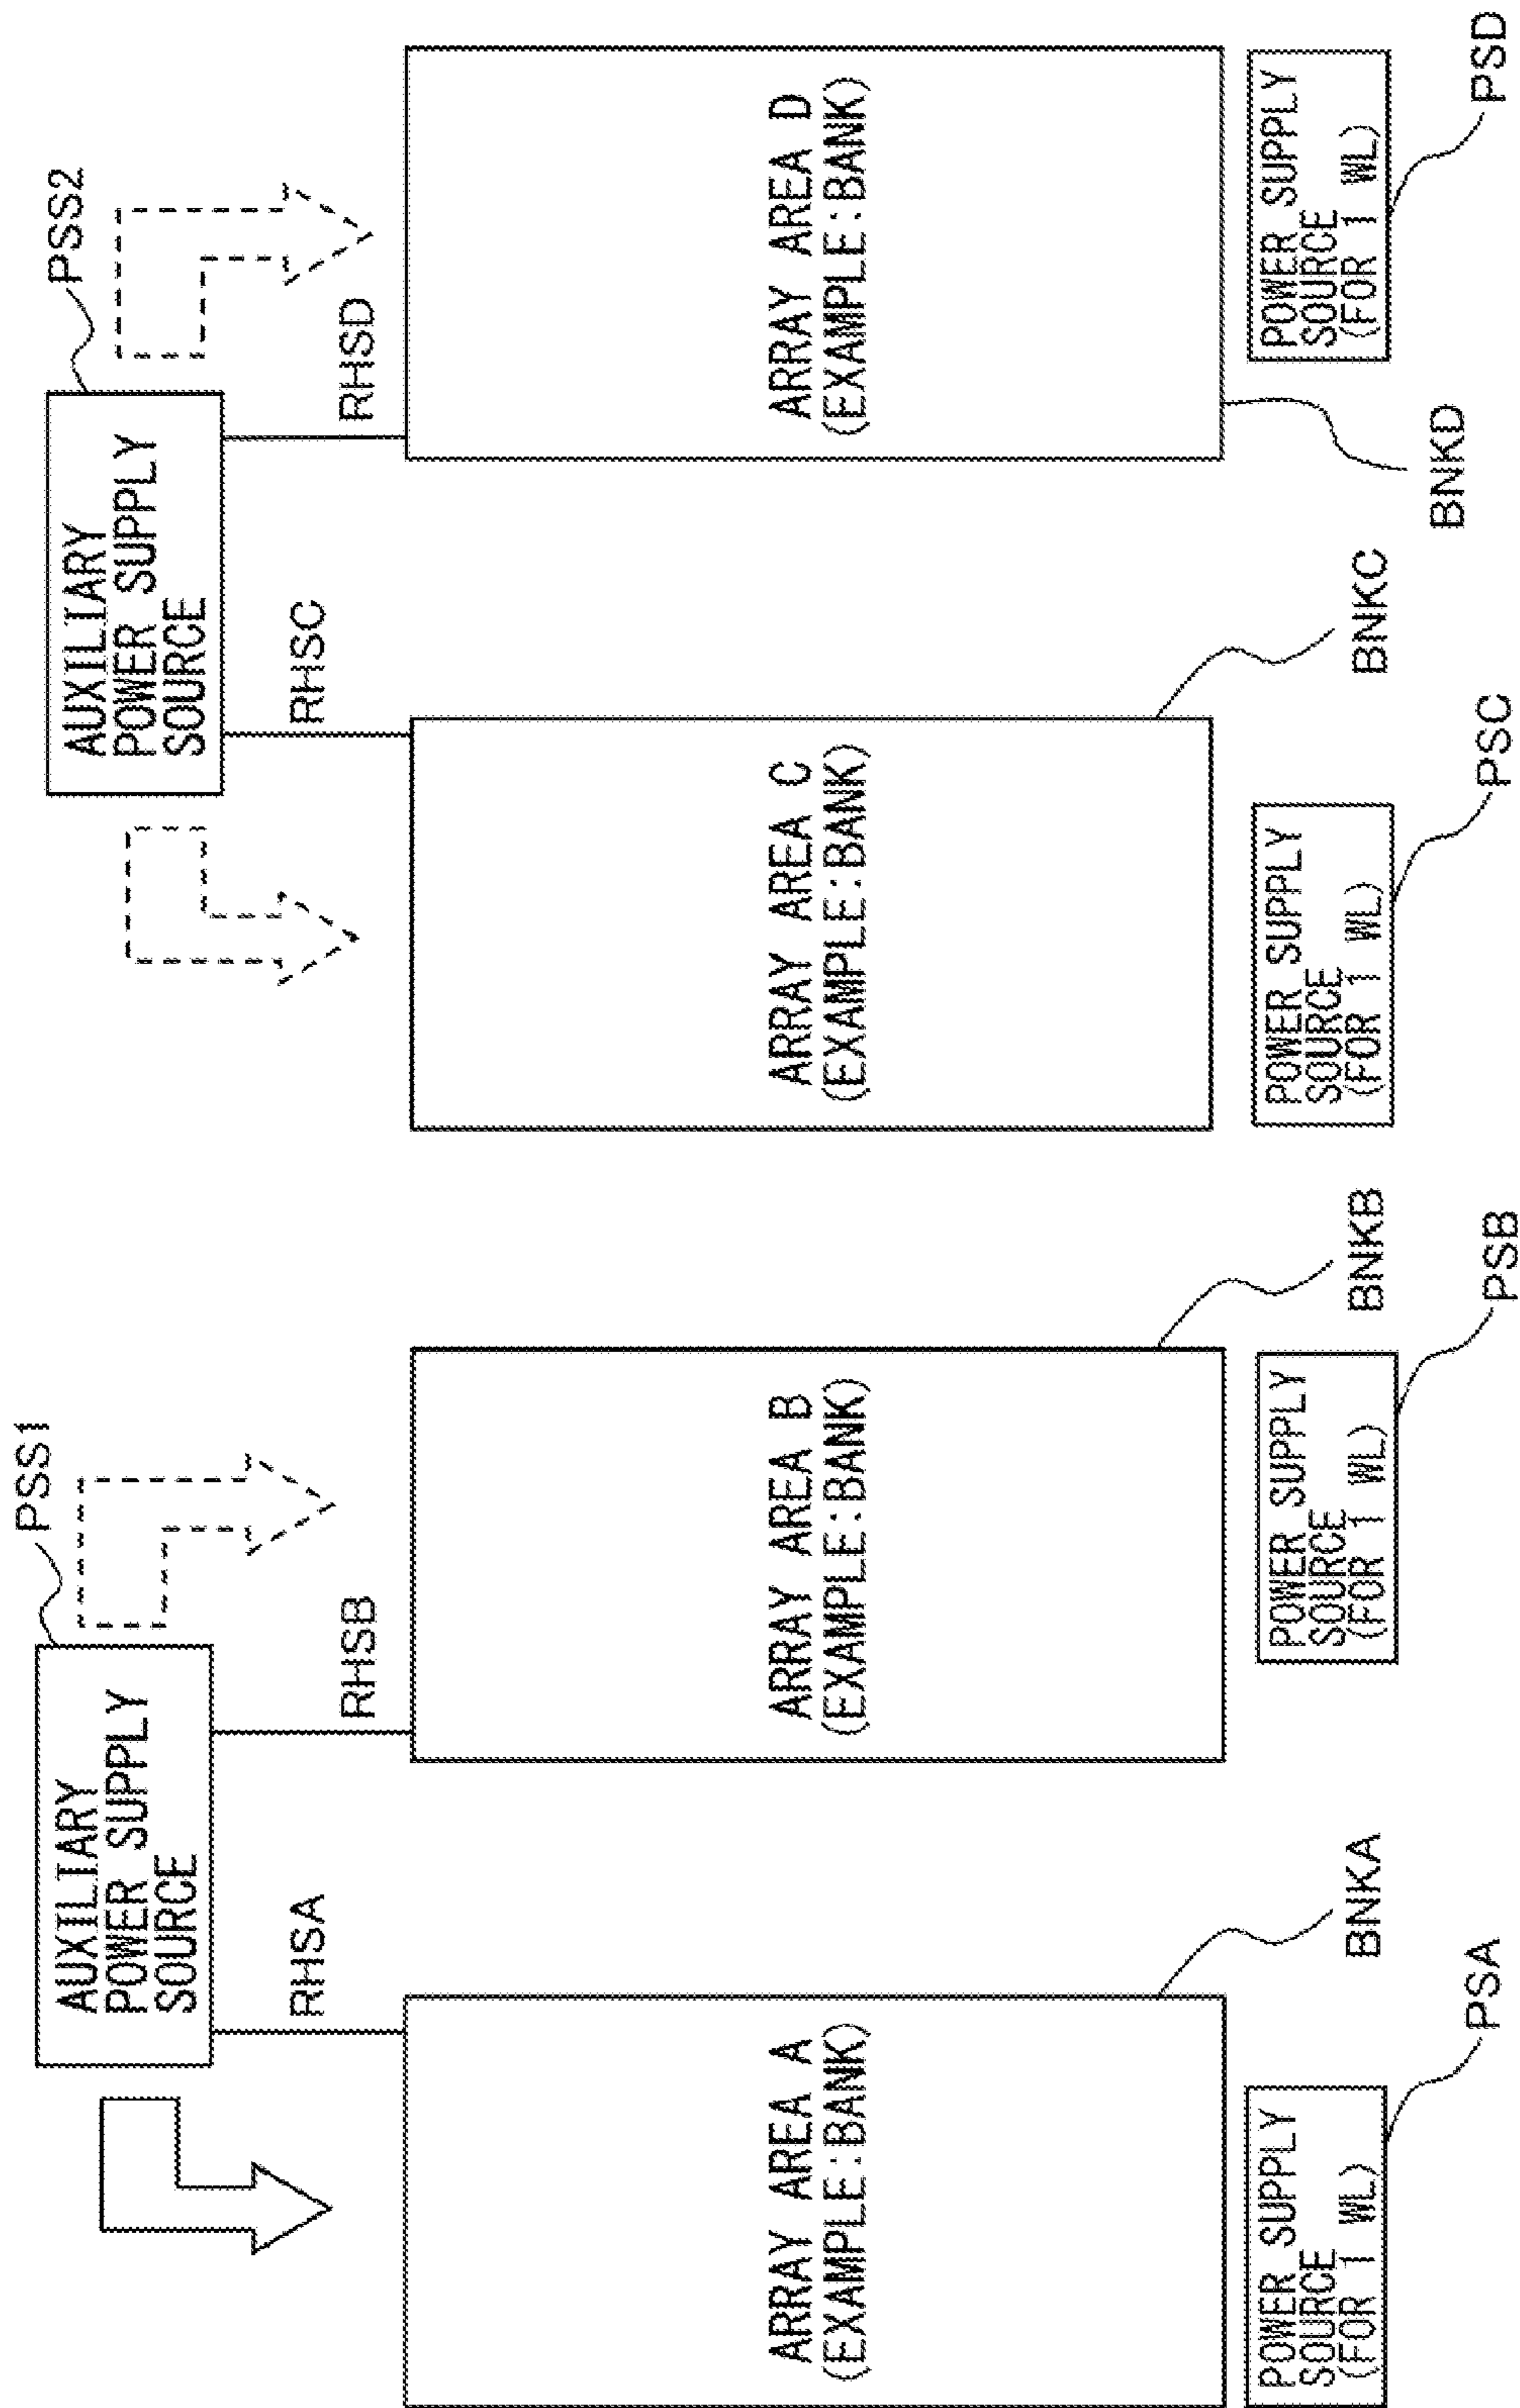 PSS1
AUXILIARY
POWER SUPPLY
SOURCE
RHSA
RHSB
PSS2
AUXILIARY
POWER SUPPLY
SOURCE
RHSC
RHSD
ARRAY AREA A
(EXAMPLE:BANK)
ARRAY AREA B
(EXAMPLE:BANK)
ARRAY AREA C
(EXAMPLE:BANK)
ARRAY AREA D
(EXAMPLE:BANK)
BNKA
BNKB
BNKC
BNKD
POWER SUPPLY
SOURCE
(FOR 1 WL)
PSA
POWER SUPPLY
SOURCE
(FOR 1 WL)
PSB
POWER SUPPLY
SOURCE
(FOR 1 WL)
PSC
POWER SUPPLY
SOURCE
(FOR 1 WL)
PSD